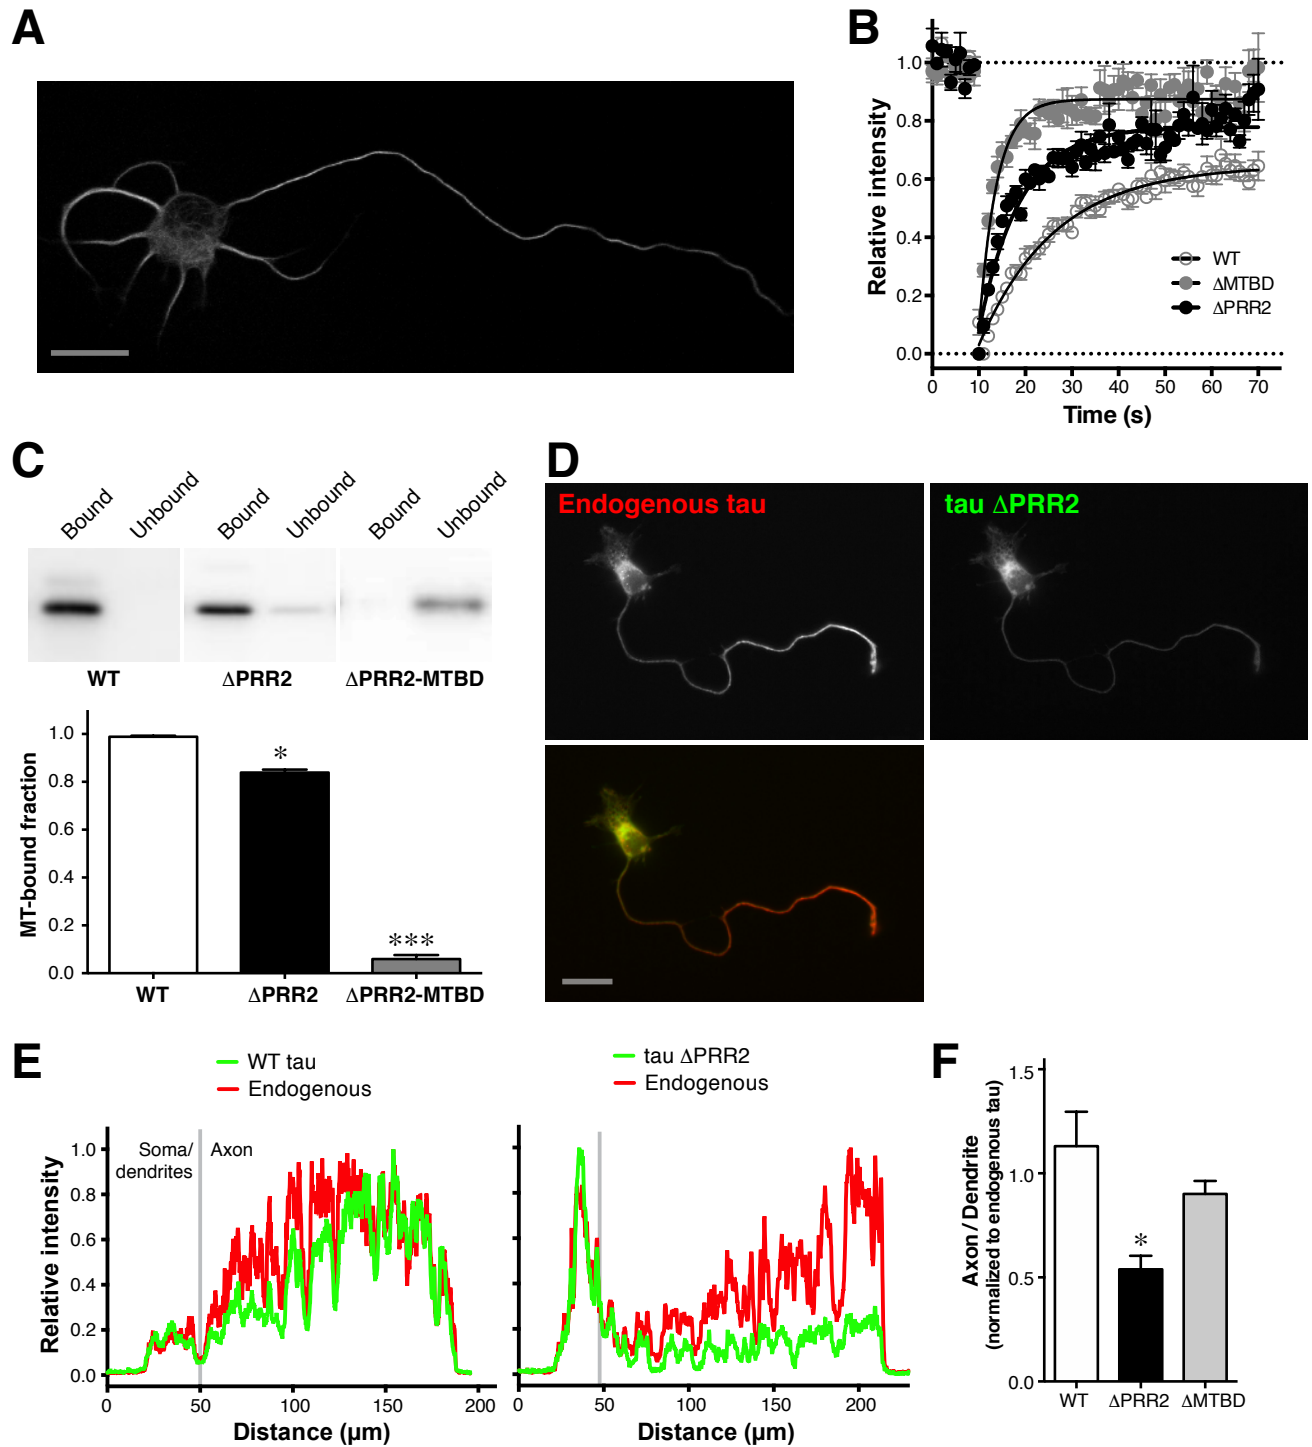 A
B
Relative intensity
1.0
0.8
0.6
0.4
0.2
0.0
WT
ΔMTBD
ΔPRR2
0 10 20 30 40 50 60 70
Time (s)
C
Bound
Unbound
Bound
Unbound
Bound
Unbound
WT
ΔPRR2
ΔPRR2-MTBD
MT-bound fraction
1.0
0.8
0.6
0.4
0.2
0.0
*
***
WT
ΔPRR2
ΔPRR2-MTBD
D
Endogenous tau
tau ΔPRR2
E
WT tau
Endogenous
Soma/
dendrites
Axon
Relative intensity
1.0
0.8
0.6
0.4
0.2
0.0
0 50 100 150 200
Distance (µm)
tau ΔPRR2
Endogenous
0 50 100 150 200
Distance (µm)
F
Axon / Dendrite
(normalized to endogenous tau)
1.5
1.0
0.5
0.0
*
WT
ΔPRR2
ΔMTBD